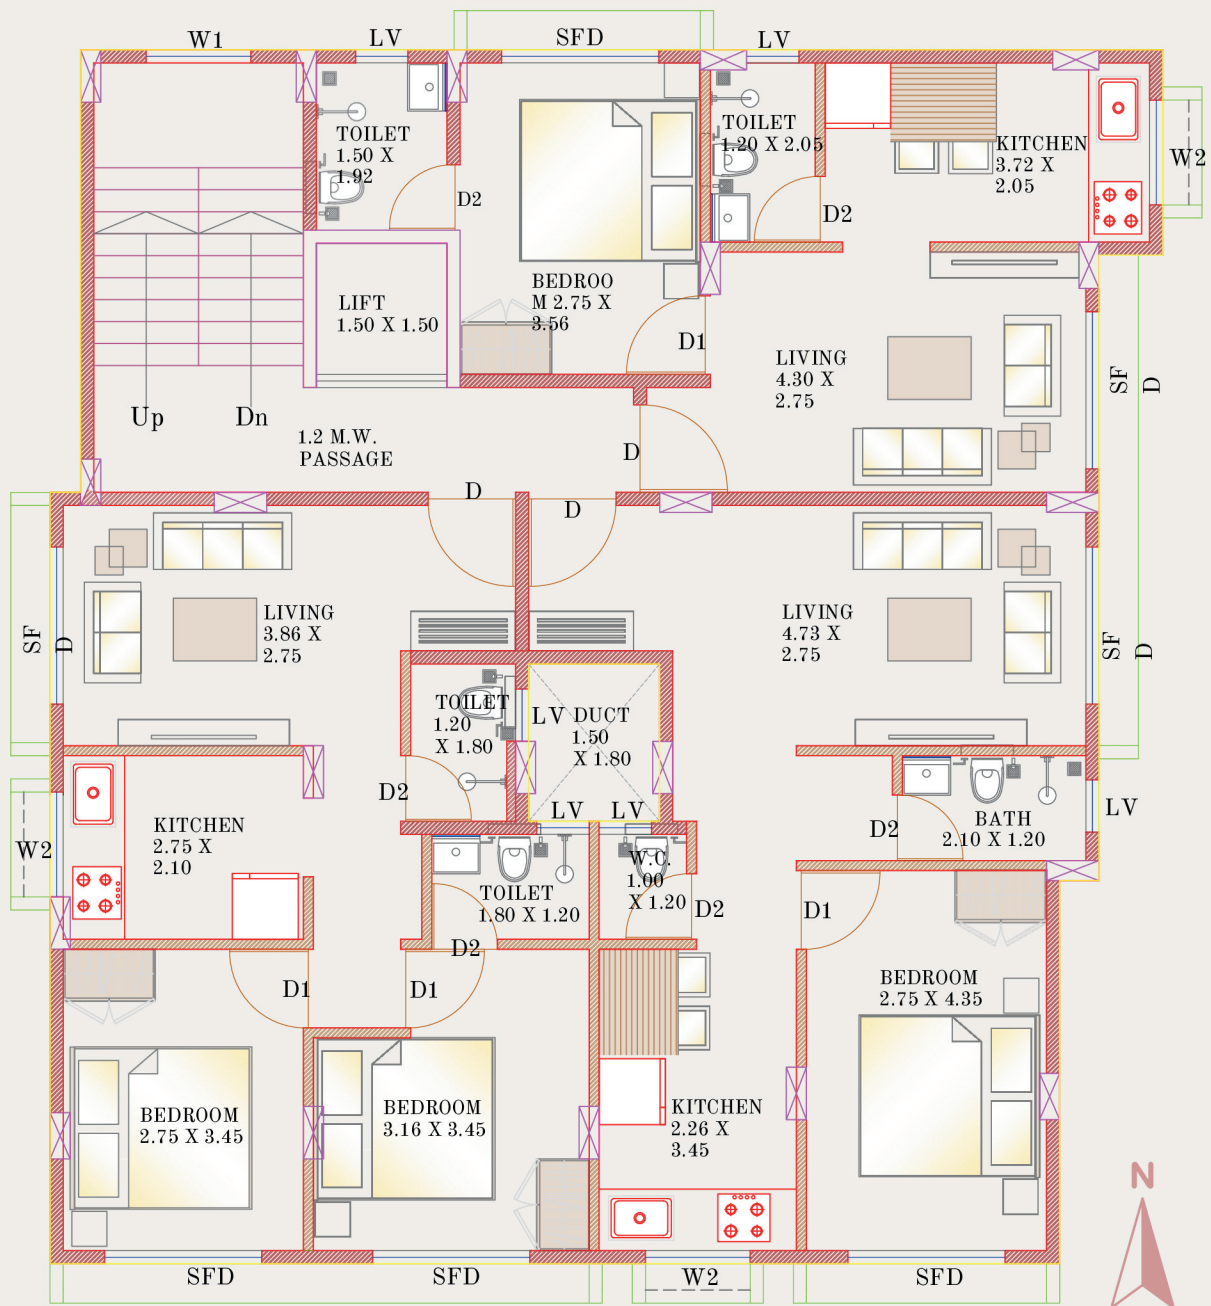 W1
LV
SFD
LV
TOILET
1.50 X
1.92
D2
TOILET
1.20 X 2.05
D2
KITCHEN
3.72 X
2.05
W2
LIFT
1.50 X 1.50
BEDROO
M 2.75 X
3.56
D1
LIVING
4.30 X
2.75
SF
D
Up
Dn
1.2 M.W.
PASSAGE
D
D
D
SF
D
LIVING
3.86 X
2.75
LIVING
4.73 X
2.75
SF
D
TOILET
1.20
X 1.80
LV
DUCT
1.50
X 1.80
D2
LV
LV
LV
W2
KITCHEN
2.75 X
2.10
D2
BATH
2.10 X 1.20
TOILET
1.80 X 1.20
W.C.
1.00
X 1.20
D2
D1
D2
D1
D1
BEDROOM
2.75 X 4.35
BEDROOM
2.75 X 3.45
BEDROOM
3.16 X 3.45
KITCHEN
2.26 X
3.45
N
SFD
SFD
W2
SFD